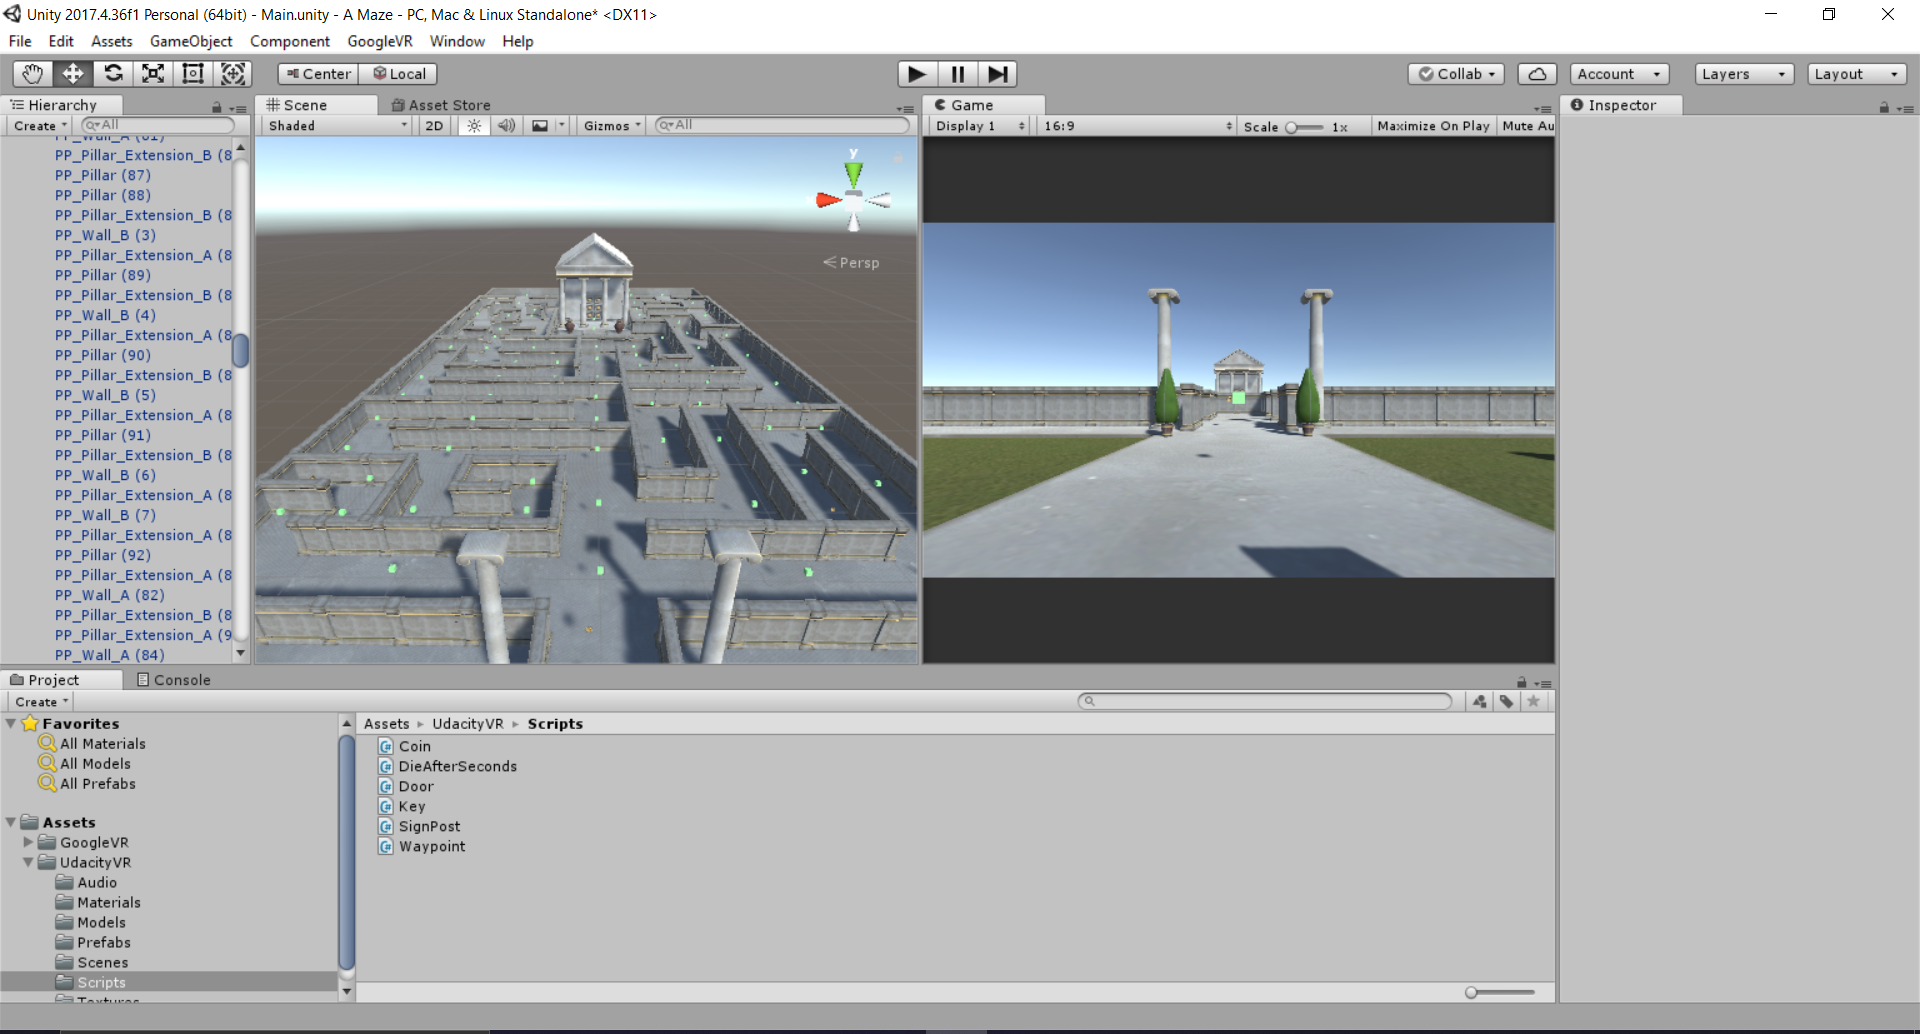 Unity 2017.4.36f1 Personal (64bit) - Main.unity - A Maze - PC, Mac & Linux Standalone* <DX11>
File Edit Assets GameObject Component GoogleVR Window Help
Center Local Collab Account Layers Layout
Hierarchy
Create All
PP_Wall_A (81)
PP_Pillar_Extension_B (8
PP_Pillar (87)
PP_Pillar (88)
PP_Pillar_Extension_B (8
PP_Wall_B (3)
PP_Pillar_Extension_A (8
PP_Pillar (89)
PP_Pillar_Extension_B (8
PP_Wall_B (4)
PP_Pillar_Extension_A (8
PP_Pillar (90)
PP_Pillar_Extension_B (8
PP_Wall_B (5)
PP_Pillar_Extension_A (8
PP_Pillar (91)
PP_Pillar_Extension_B (8
PP_Wall_B (6)
PP_Pillar_Extension_A (8
PP_Wall_B (7)
PP_Pillar_Extension_A (8
PP_Pillar (92)
PP_Pillar_Extension_A (8
PP_Wall_A (82)
PP_Pillar_Extension_B (8
PP_Pillar_Extension_A (9
PP_Wall_A (84)
Scene Asset Store
Shaded 2D Gizmos All
y
Persp
Game
Display 1 16:9 Scale 1x Maximize On Play Mute Au
Inspector
Project Console
Create
Favorites
All Materials
All Models
All Prefabs
Assets
GoogleVR
UdacityVR
Audio
Materials
Models
Prefabs
Scenes
Scripts
Textures
Assets UdacityVR Scripts
Coin
DieAfterSeconds
Door
Key
SignPost
Waypoint